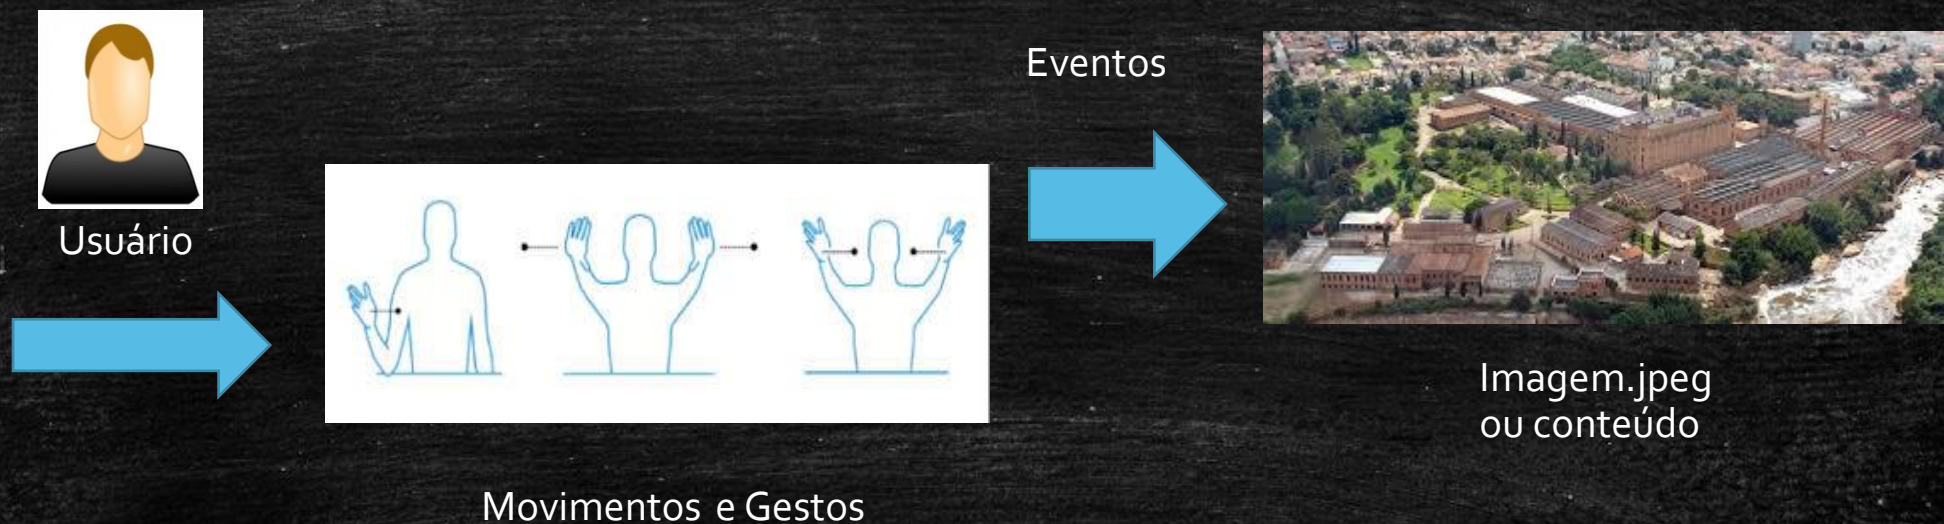 Usuário
Movimentos e Gestos
Eventos
Imagem.jpeg
ou conteúdo